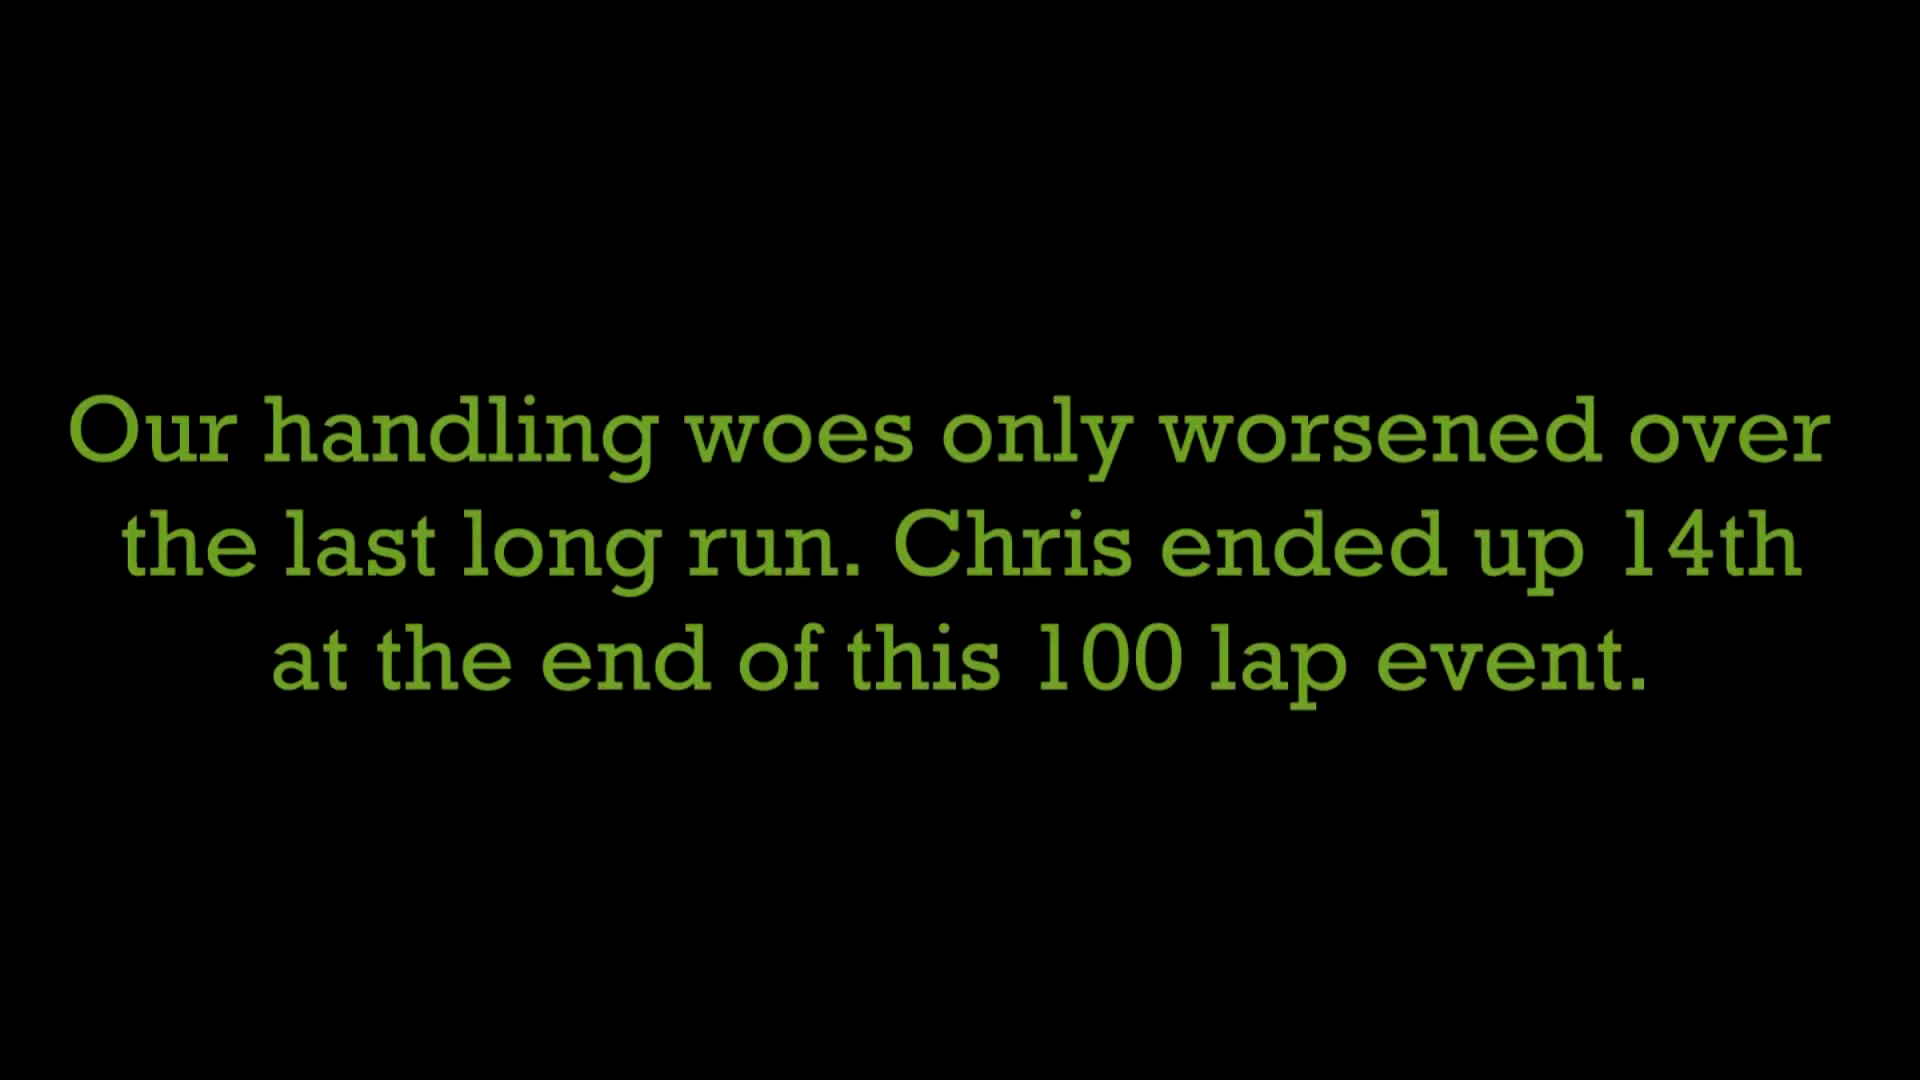 Our handling woes only worsened over
the last long run. Chris ended up 14th
at the end of this 100 lap event.